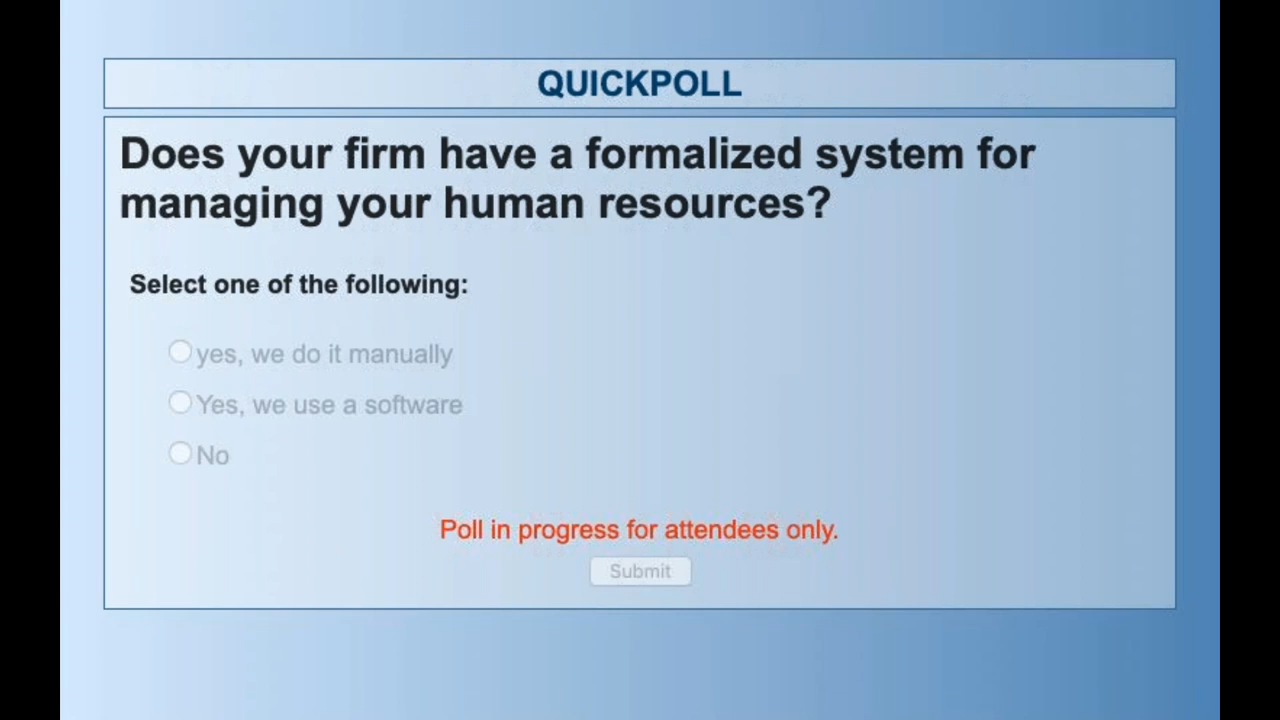 QUICKPOLL
Does your firm have a formalized system for
managing your human resources?
Select one of the following:
yes, we do it manually
Yes, we use a software
No
Poll in progress for attendees only.
Submit